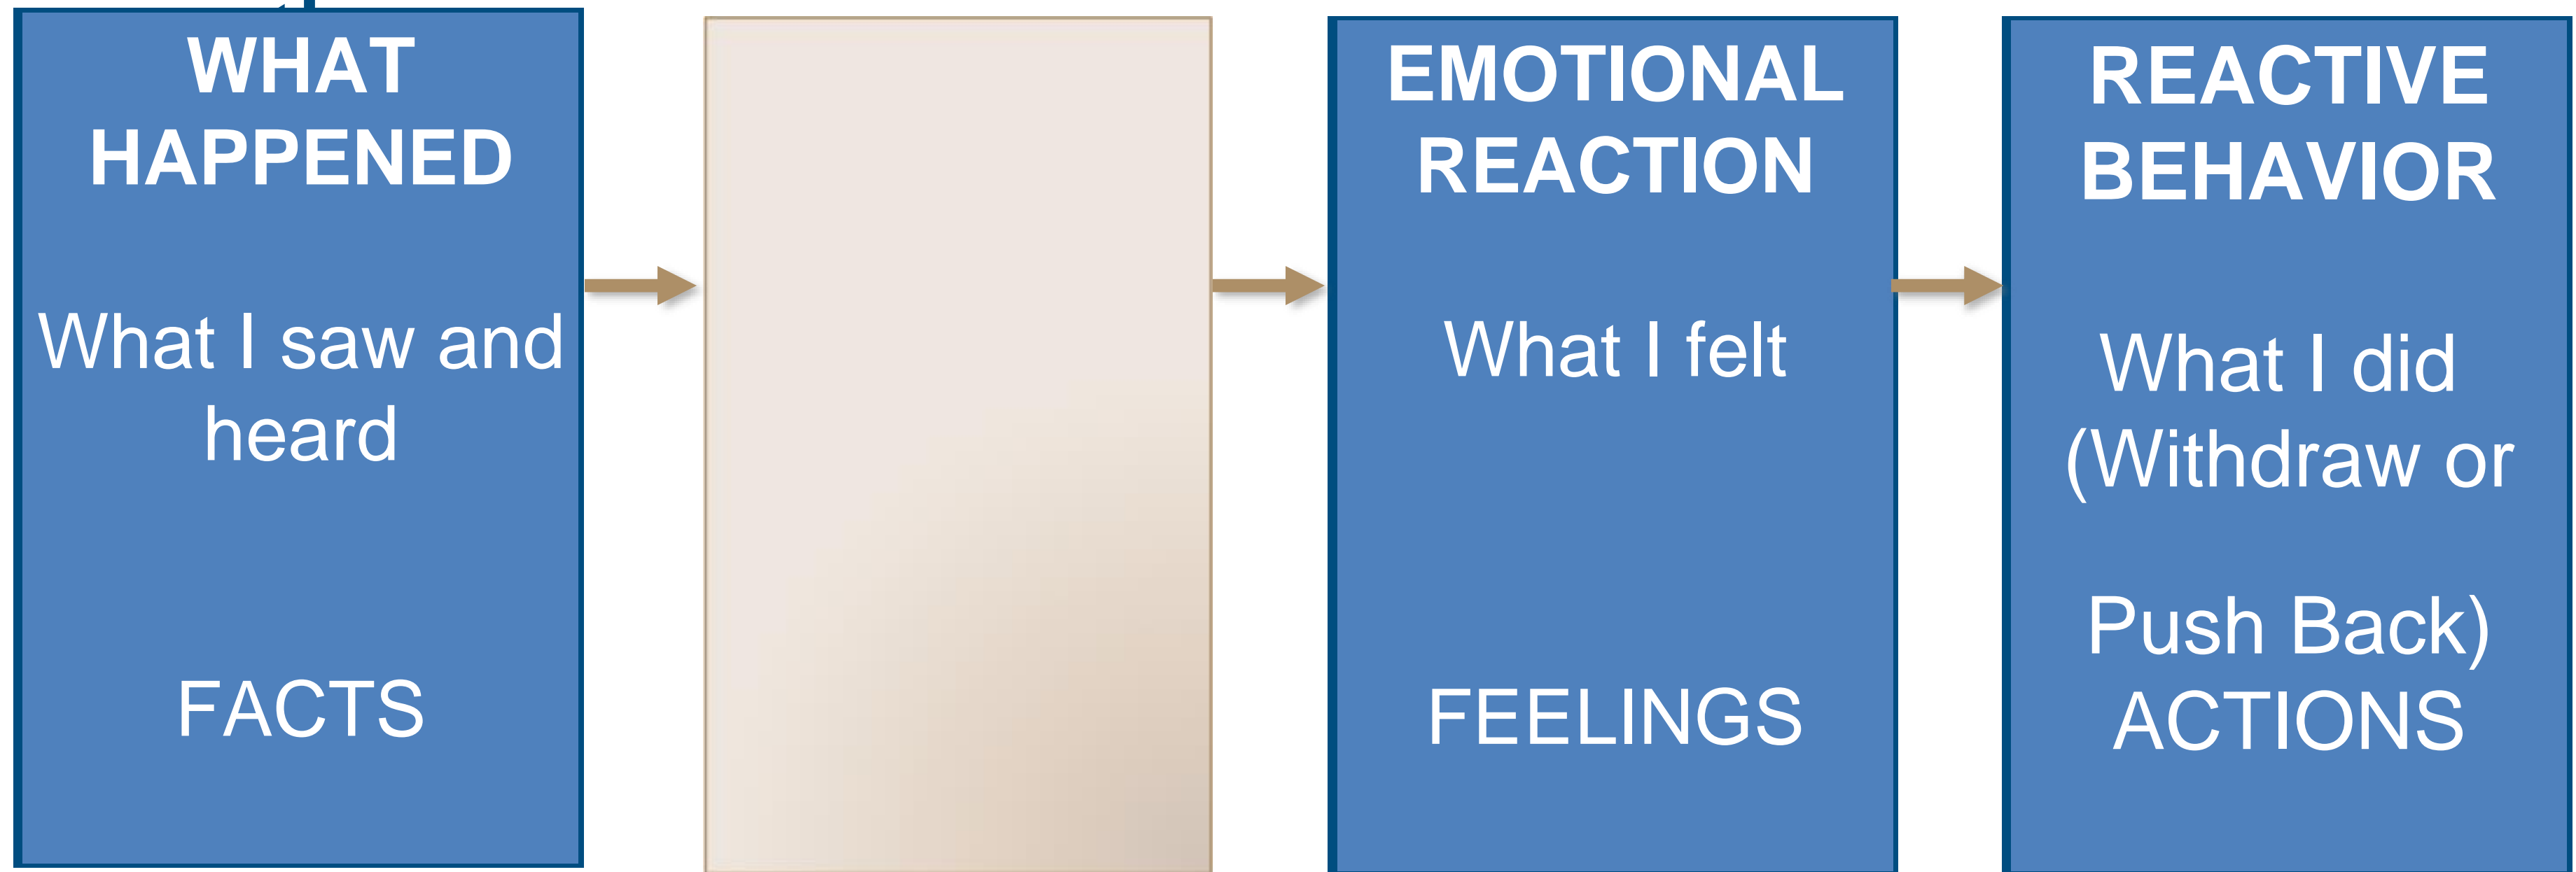 WHAT
HAPPENED
What I saw and
heard
FACTS
EMOTIONAL
REACTION
What I felt
FEELINGS
REACTIVE
BEHAVIOR
What I did
(Withdraw or
Push Back)
ACTIONS